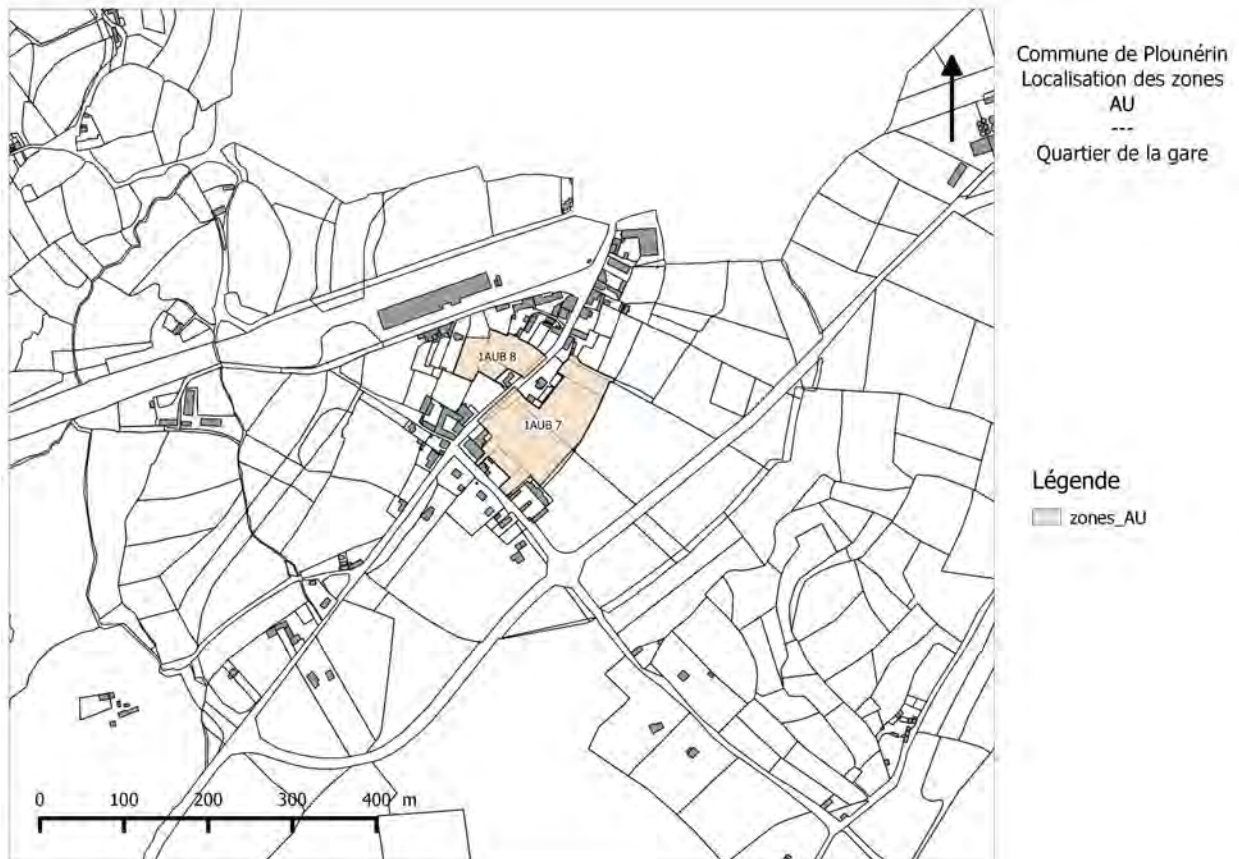 Commune de Plounérin
Localisation des zones
AU
---
Quartier de la gare
1AUB 8
1AUB 7
Légende
zones_AU
0 100 200 300 400 m